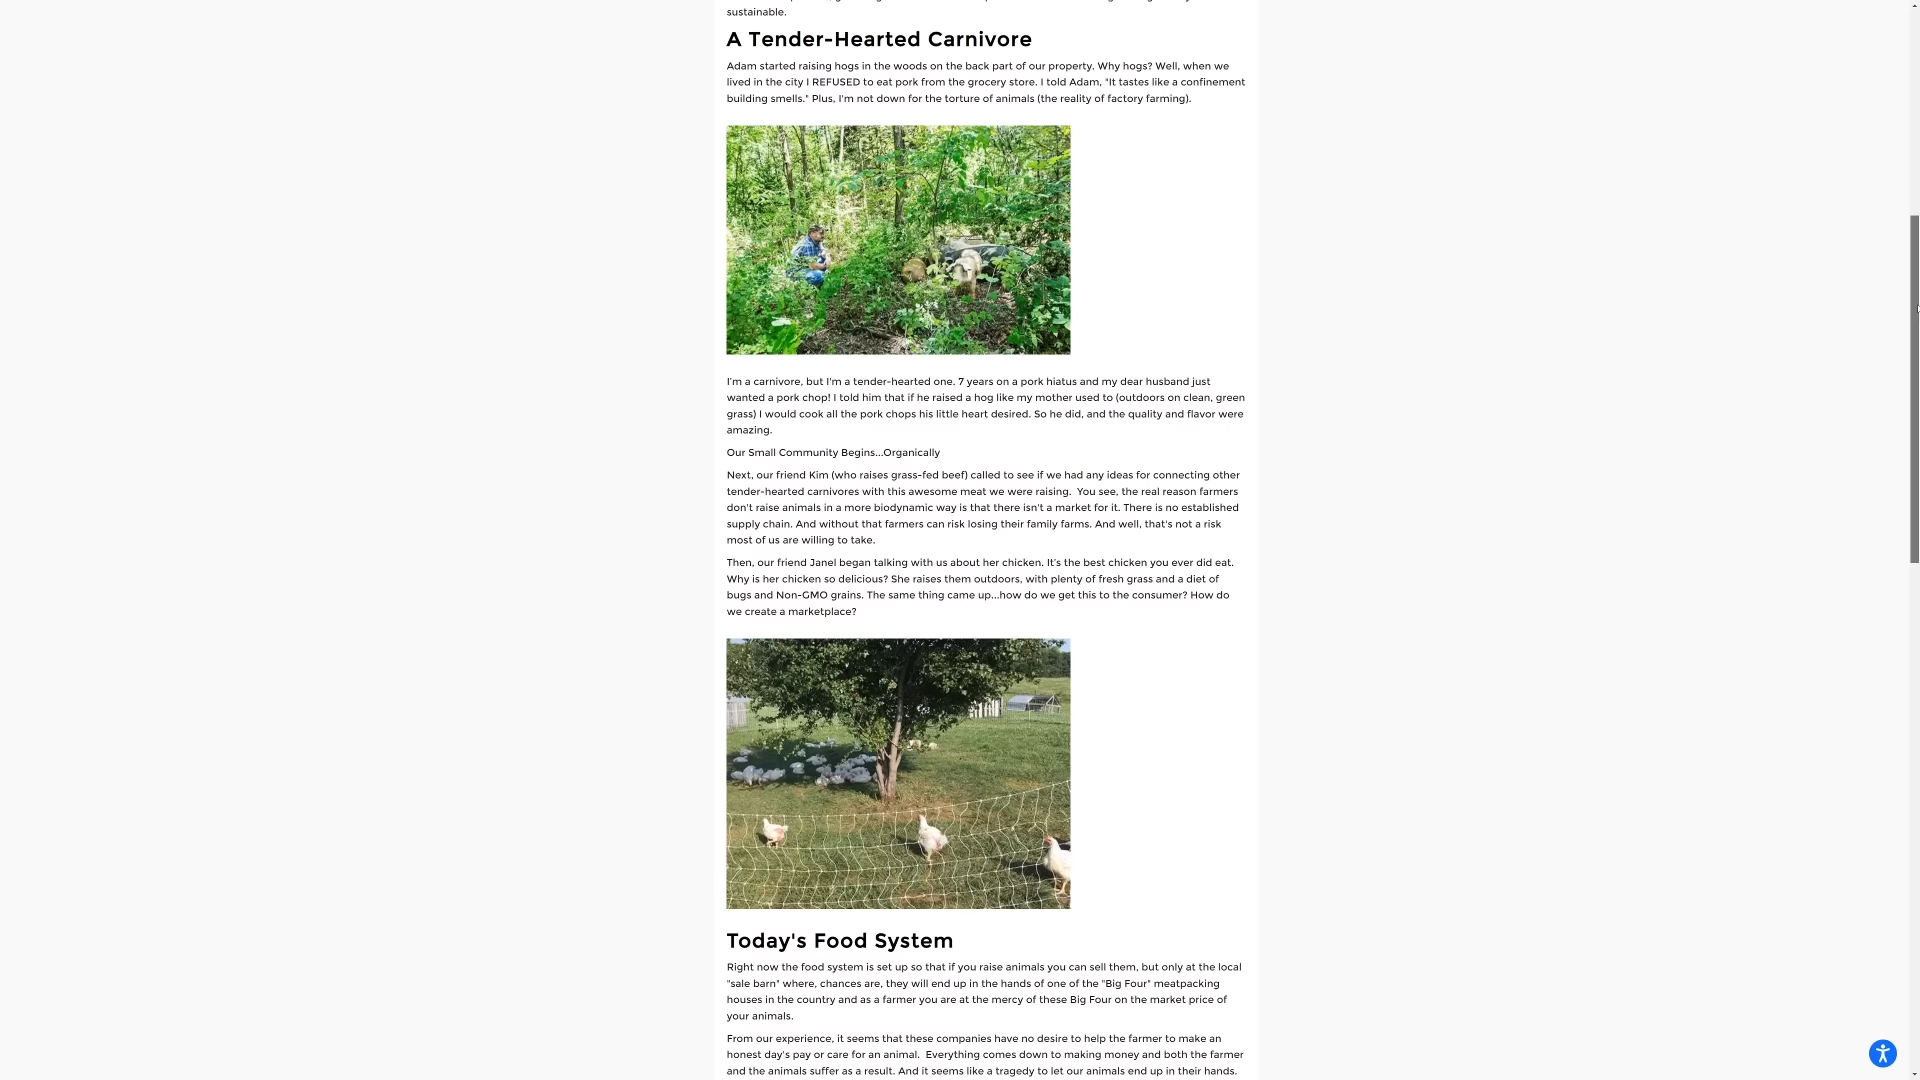 sustainable.
A Tender-Hearted Carnivore
Adam started raising hogs in the woods on the back part of our property. Why hogs? Well, when we
lived in the city I REFUSED to eat pork from the grocery store. I told Adam, "It tastes like a confinement
building smells." Plus, I'm not down for the torture of animals (the reality of factory farming).
I'm a carnivore, but I'm a tender-hearted one. 7 years on a pork hiatus and my dear husband just
wanted a pork chop! I told him that if he raised a hog like my mother used to (outdoors on clean, green
grass) I would cook all the pork chops his little heart desired. So he did, and the quality and flavor were
amazing.
Our Small Community Begins...Organically
Next, our friend Kim (who raises grass-fed beef) called to see if we had any ideas for connecting other
tender-hearted carnivores with this awesome meat we were raising.  You see, the real reason farmers
don't raise animals in a more biodynamic way is that there isn't a market for it. There is no established
supply chain. And without that farmers can risk losing their family farms. And well, that's not a risk
most of us are willing to take.
Then, our friend Janel began talking with us about her chicken. It's the best chicken you ever did eat.
Why is her chicken so delicious? She raises them outdoors, with plenty of fresh grass and a diet of
bugs and Non-GMO grains. The same thing came up...how do we get this to the consumer? How do
we create a marketplace?
Today's Food System
Right now the food system is set up so that if you raise animals you can sell them, but only at the local
"sale barn" where, chances are, they will end up in the hands of one of the "Big Four" meatpacking
houses in the country and as a farmer you are at the mercy of these Big Four on the market price of
your animals.
From our experience, it seems that these companies have no desire to help the farmer to make an
honest day's pay or care for an animal.  Everything comes down to making money and both the farmer
and the animals suffer as a result. And it seems like a tragedy to let our animals end up in their hands.